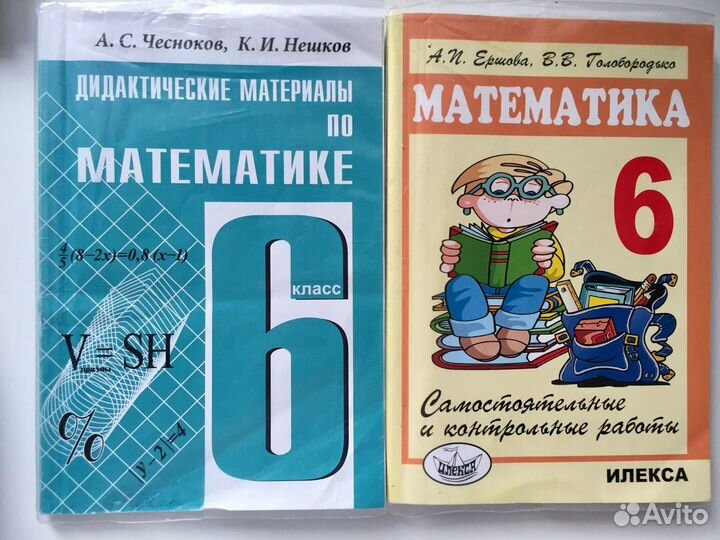 А. С. Чесноков, К. И. Нешков
ДИДАКТИЧЕСКИЕ МАТЕРИАЛЫ
ПО
МАТЕМАТИКЕ
6
КЛАСС
4/5(8–2x)=0,8(x–1)
Vпризмы = SH
%
|y–2|=4
А.П. Ершова, В.В. Голобородько
МАТЕМАТИКА
6
Самостоятельные
и контрольные работы
ИЛЕКСА
ИЛЕКСА
Avito